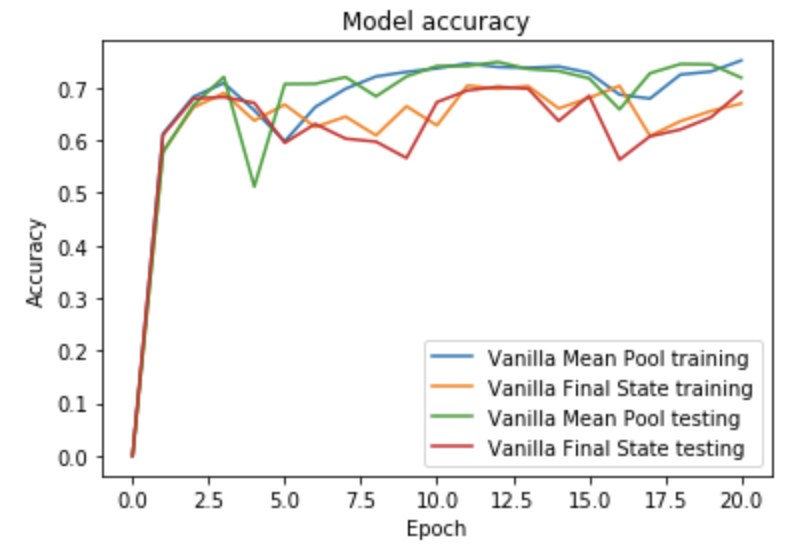 Model accuracy
Accuracy
0.7
0.6
0.5
0.4
0.3
0.2
0.1
0.0
Vanilla Mean Pool training
Vanilla Final State training
Vanilla Mean Pool testing
Vanilla Final State testing
0.0 2.5 5.0 7.5 10.0 12.5 15.0 17.5 20.0
Epoch